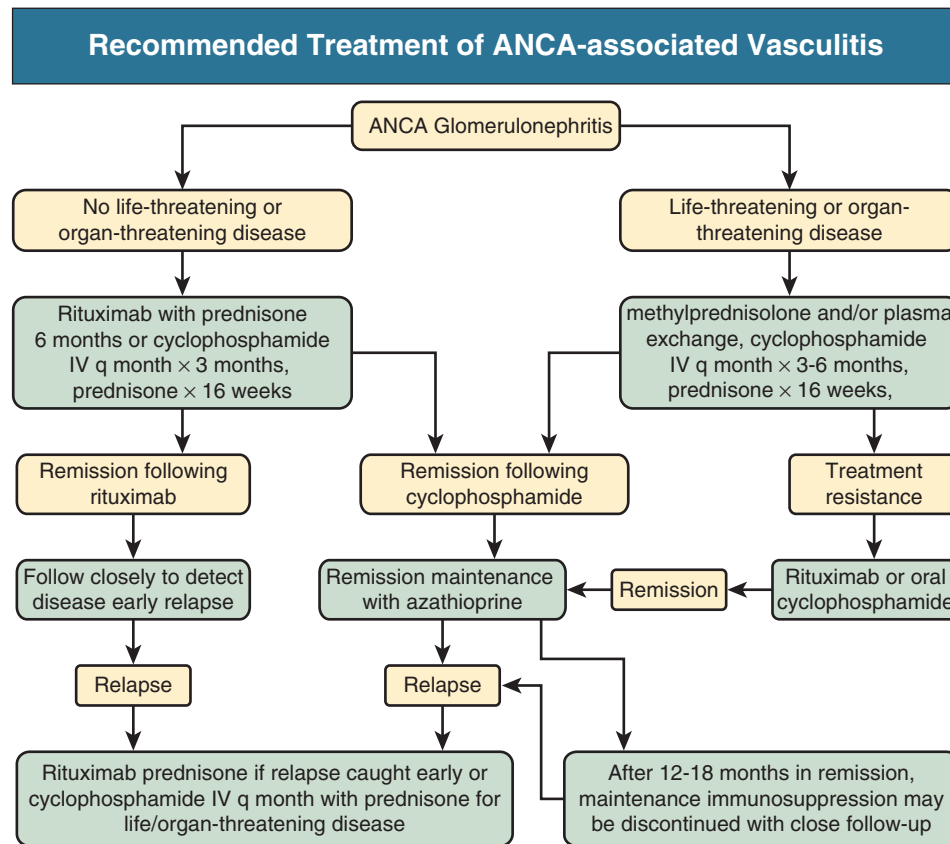 Recommended Treatment of ANCA-associated Vasculitis
ANCA Glomerulonephritis
No life-threatening or
organ-threatening disease
Life-threatening or organ-
threatening disease
Rituximab with prednisone
6 months or cyclophosphamide
IV q month × 3 months,
prednisone × 16 weeks
methylprednisolone and/or plasma
exchange, cyclophosphamide
IV q month × 3-6 months,
prednisone × 16 weeks,
Remission following
rituximab
Remission following
cyclophosphamide
Treatment
resistance
Follow closely to detect
disease early relapse
Remission maintenance
with azathioprine
Remission
Rituximab or oral
cyclophosphamide
Relapse
Relapse
Rituximab prednisone if relapse caught early or
cyclophosphamide IV q month with prednisone for
life/organ-threatening disease
After 12-18 months in remission,
maintenance immunosuppression may
be discontinued with close follow-up